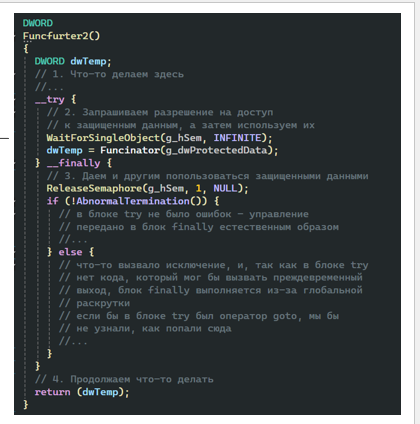 DWORD
Funcfurter2()
{
DWORD dwTemp;
// 1. Что-то делаем здесь
//...
__try {
// 2. Запрашиваем разрешение на доступ
// к защищенным данным, а затем используем их
WaitForSingleObject(g_hSem, INFINITE);
dwTemp = Funcinator(g_dwProtectedData);
} __finally {
// 3. Даем и другим попользоваться защищенными данными
ReleaseSemaphore(g_hSem, 1, NULL);
if (!AbnormalTermination()) {
// в блоке try не было ошибок – управление
// передано в блок finally естественным образом
//...
} else {
// что-то вызвало исключение, и, так как в блоке try
// нет кода, который мог бы вызвать преждевременный
// выход, блок finally выполняется из-за глобальной
// раскрутки
// если бы в блоке try был оператор goto, мы бы
// не узнали, как попали сюда
//...
}
}
// 4. Продолжаем что-то делать
return (dwTemp);
}